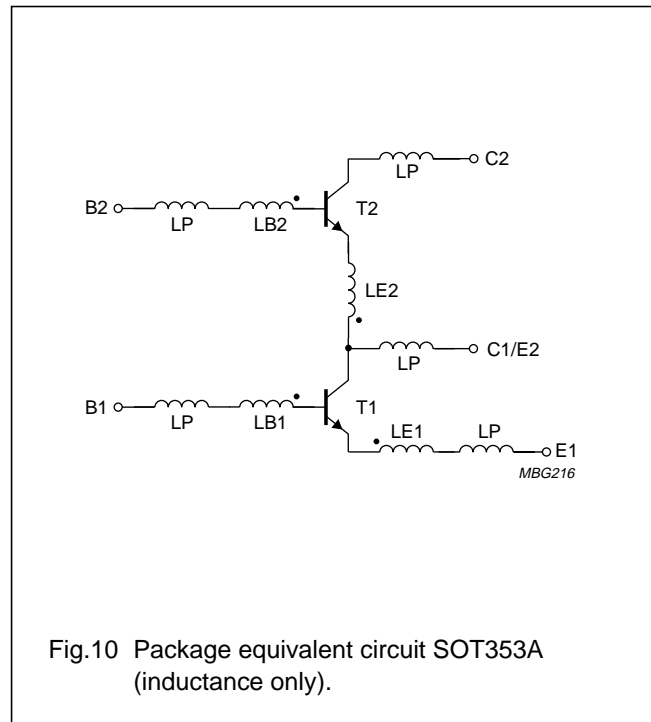 C2
LP
B2
T2
LP
LB2
LE2
C1/E2
LP
B1
T1
LP
LB1
LE1
LP
E1
MBG216
Fig.10 Package equivalent circuit SOT353A
(inductance only).